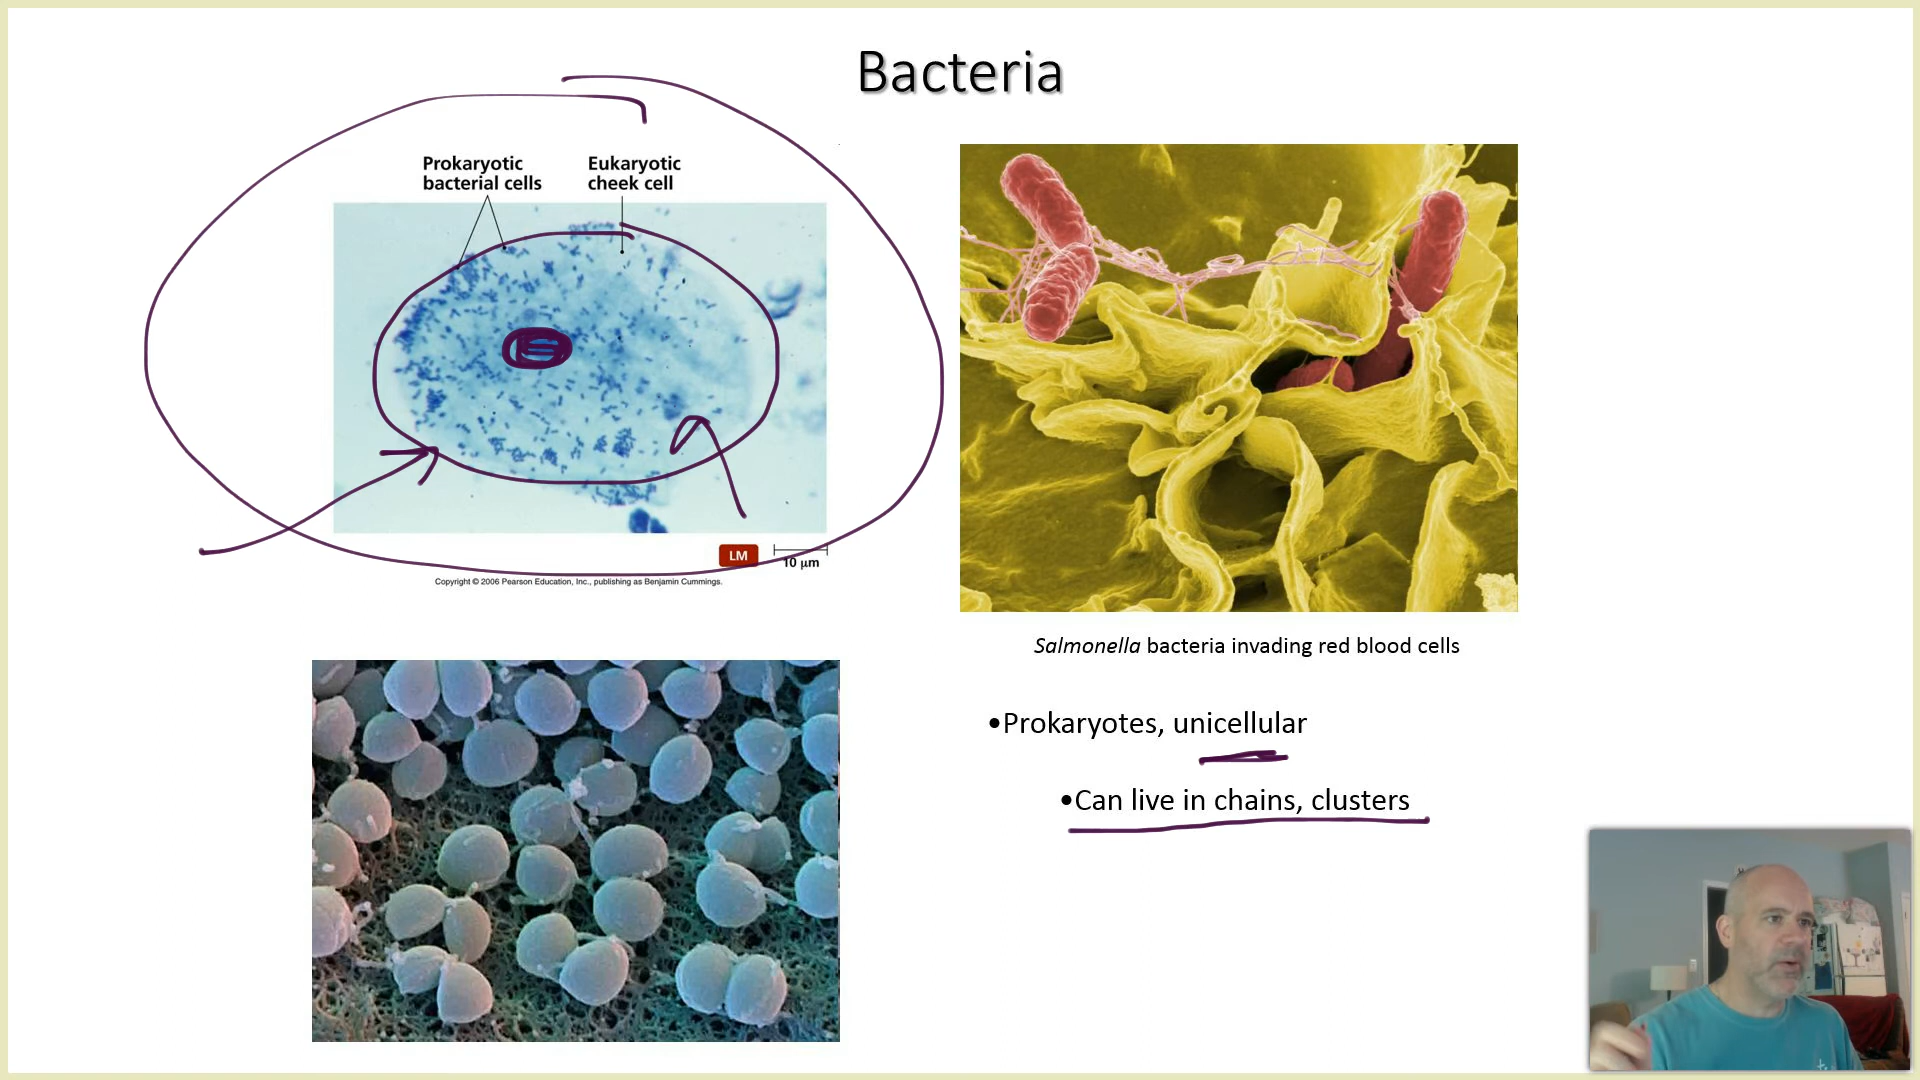 Bacteria
Prokaryotic
bacterial cells
Eukaryotic
cheek cell
LM
10 μm
Copyright © 2006 Pearson Education, Inc., publishing as Benjamin Cummings.
Salmonella bacteria invading red blood cells
•Prokaryotes, unicellular
•Can live in chains, clusters